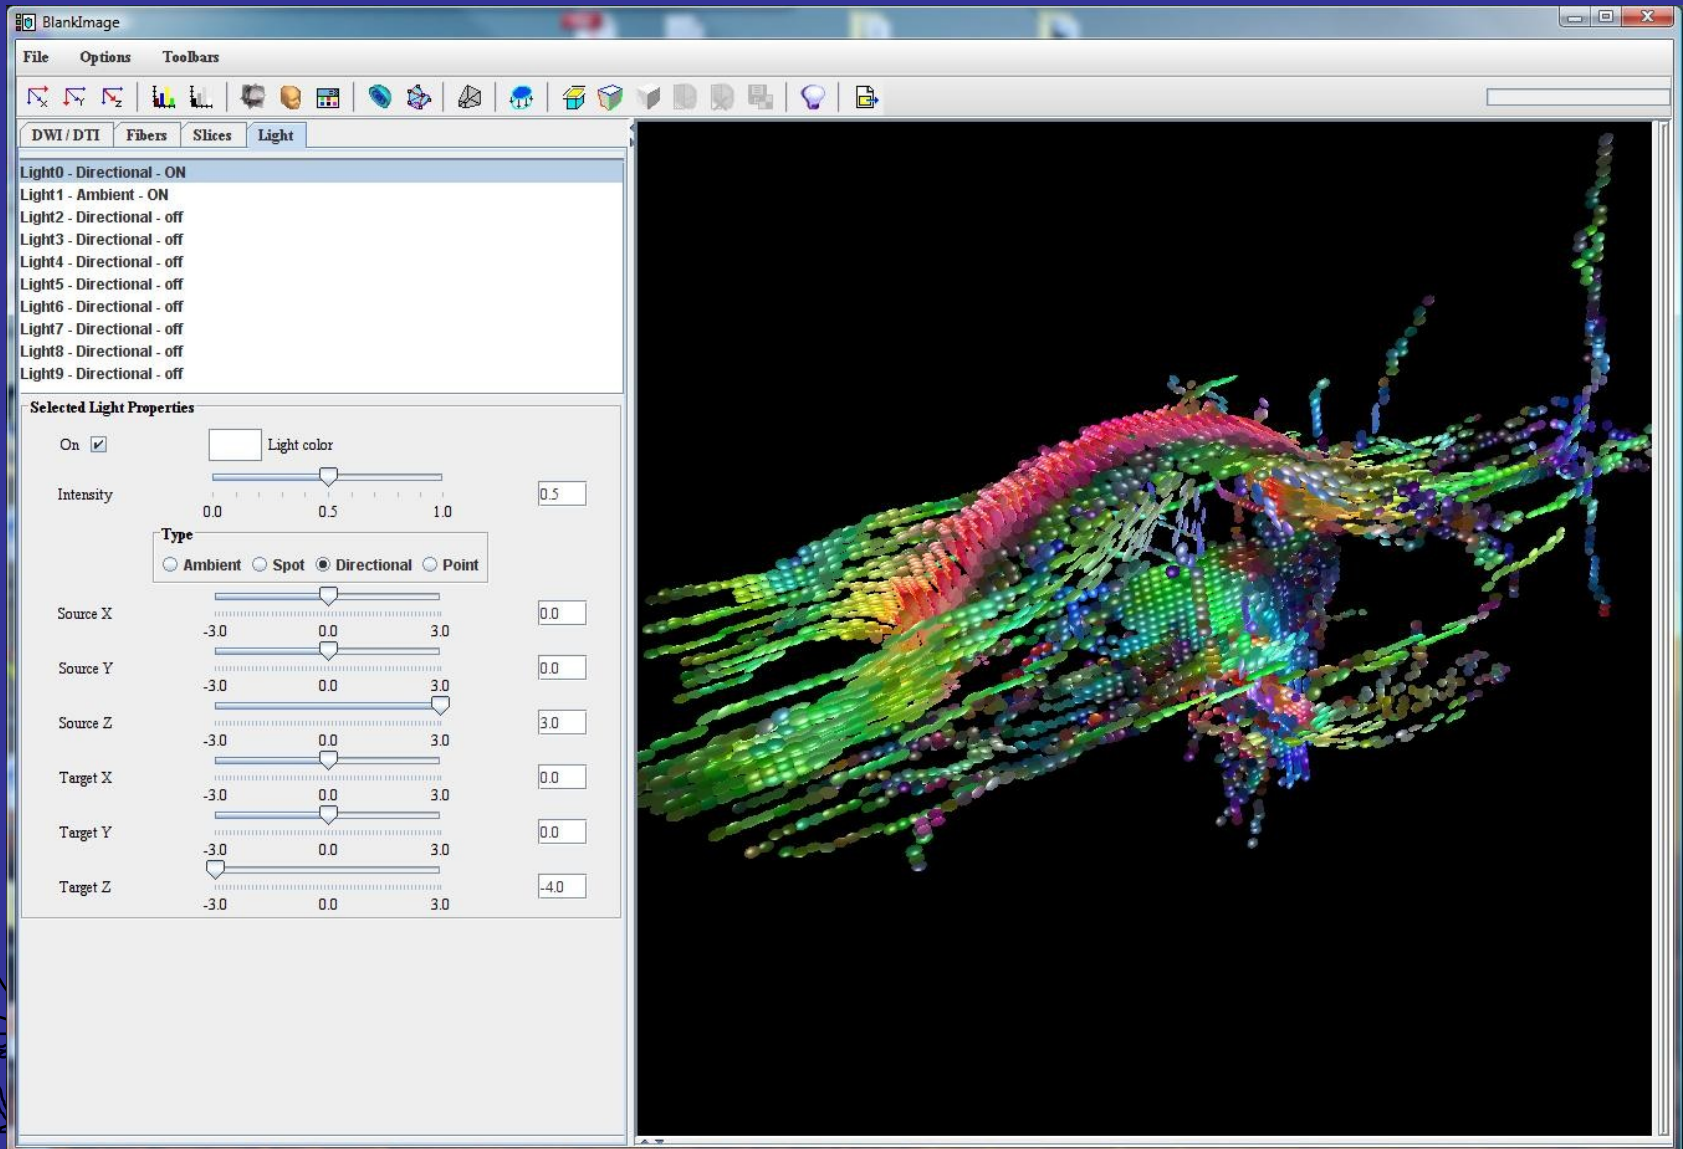 BlankImage
File Options Toolbars
X Y Z
DWI / DTI Fibers Slices Light
Light0 - Directional - ON
Light1 - Ambient - ON
Light2 - Directional - off
Light3 - Directional - off
Light4 - Directional - off
Light5 - Directional - off
Light6 - Directional - off
Light7 - Directional - off
Light8 - Directional - off
Light9 - Directional - off
Selected Light Properties
On Light color
Intensity 0.5
0.0 0.5 1.0
Type
Ambient Spot Directional Point
Source X 0.0
-3.0 0.0 3.0
Source Y 0.0
-3.0 0.0 3.0
Source Z 3.0
-3.0 0.0 3.0
Target X 0.0
-3.0 0.0 3.0
Target Y 0.0
-3.0 0.0 3.0
Target Z -4.0
-3.0 0.0 3.0